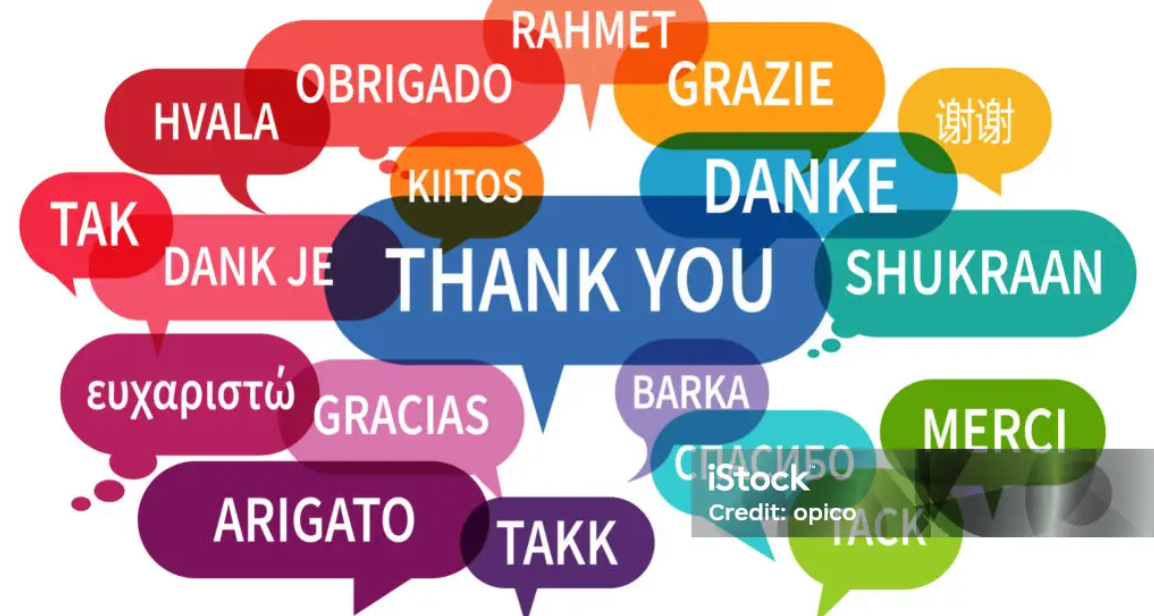 RAHMET
OBRIGADO
GRAZIE
HVALA
谢谢
KIITOS
DANKE
TAK
DANK JE
THANK YOU
SHUKRAAN
ευχαριστώ
GRACIAS
BARKA
MERCI
СПАСИБО
iStock™
Credit: opico
ARIGATO
TAKK
TACK